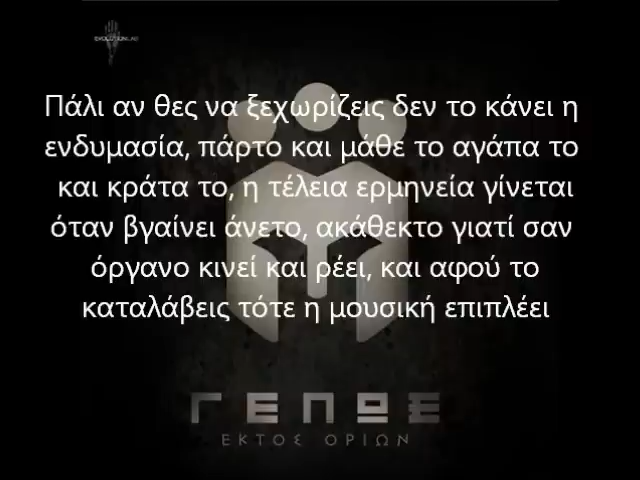 Πάλι αν θες να ξεχωρίζεις δεν το κάνει η
ενδυμασία, πάρτο και μάθε το αγάπα το
και κράτα το, η τέλεια ερμηνεία γίνεται
όταν βγαίνει άνετο, ακάθεκτο γιατί σαν
όργανο κινεί και ρέει, και αφού το
καταλάβεις τότε η μουσική επιπλέει
ΓΕΝΟΣ
ΕΚΤΟΣ ΟΡΙΩΝ